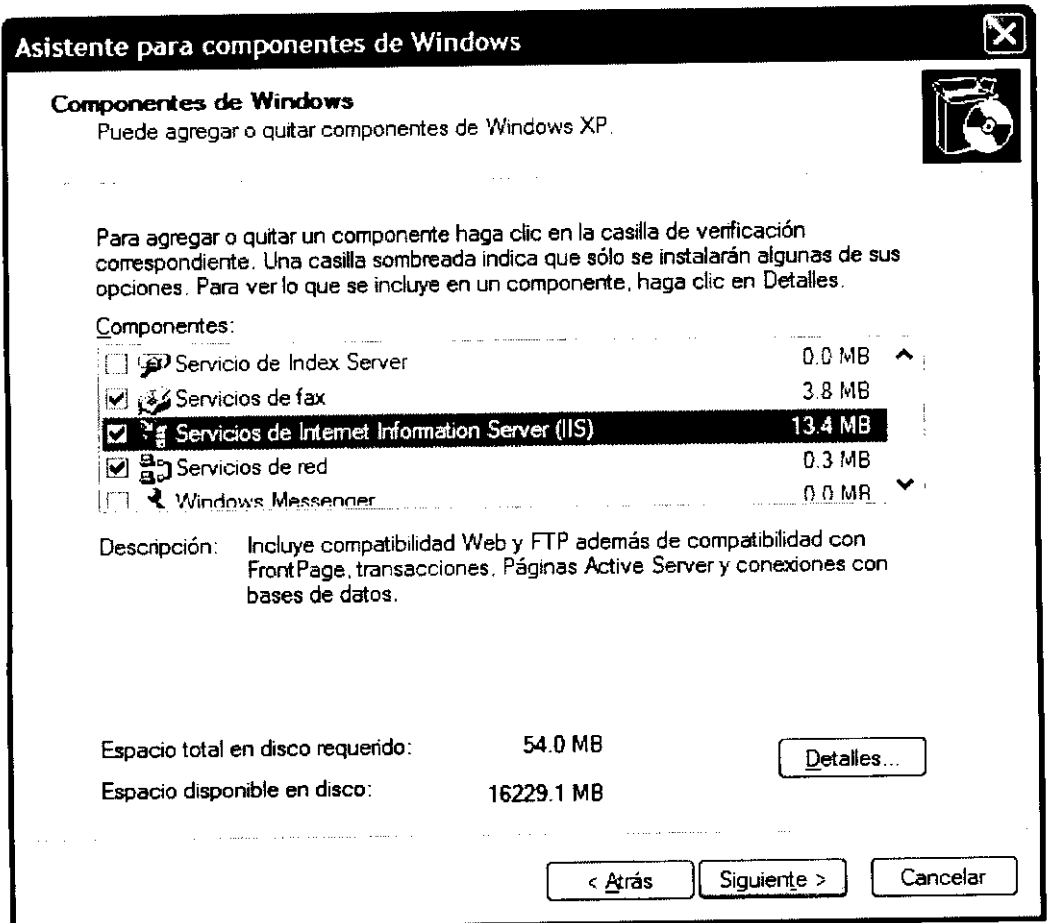 Asistente para componentes de Windows
Componentes de Windows
Puede agregar o quitar componentes de Windows XP.
Para agregar o quitar un componente haga clic en la casilla de verificación
correspondiente. Una casilla sombreada indica que sólo se instalarán algunas de sus
opciones. Para ver lo que se incluye en un componente, haga clic en Detalles.
Componentes:
Servicio de Index Server 0.0 MB
Servicios de fax 3.8 MB
Servicios de Internet Information Server (IIS) 13.4 MB
Servicios de red 0.3 MB
Windows Messenger 0.0 MB
Descripción: Incluye compatibilidad Web y FTP además de compatibilidad con
FrontPage, transacciones, Páginas Active Server y conexiones con
bases de datos.
Espacio total en disco requerido: 54.0 MB
Detalles...
Espacio disponible en disco: 16229.1 MB
< Atrás Siguiente > Cancelar